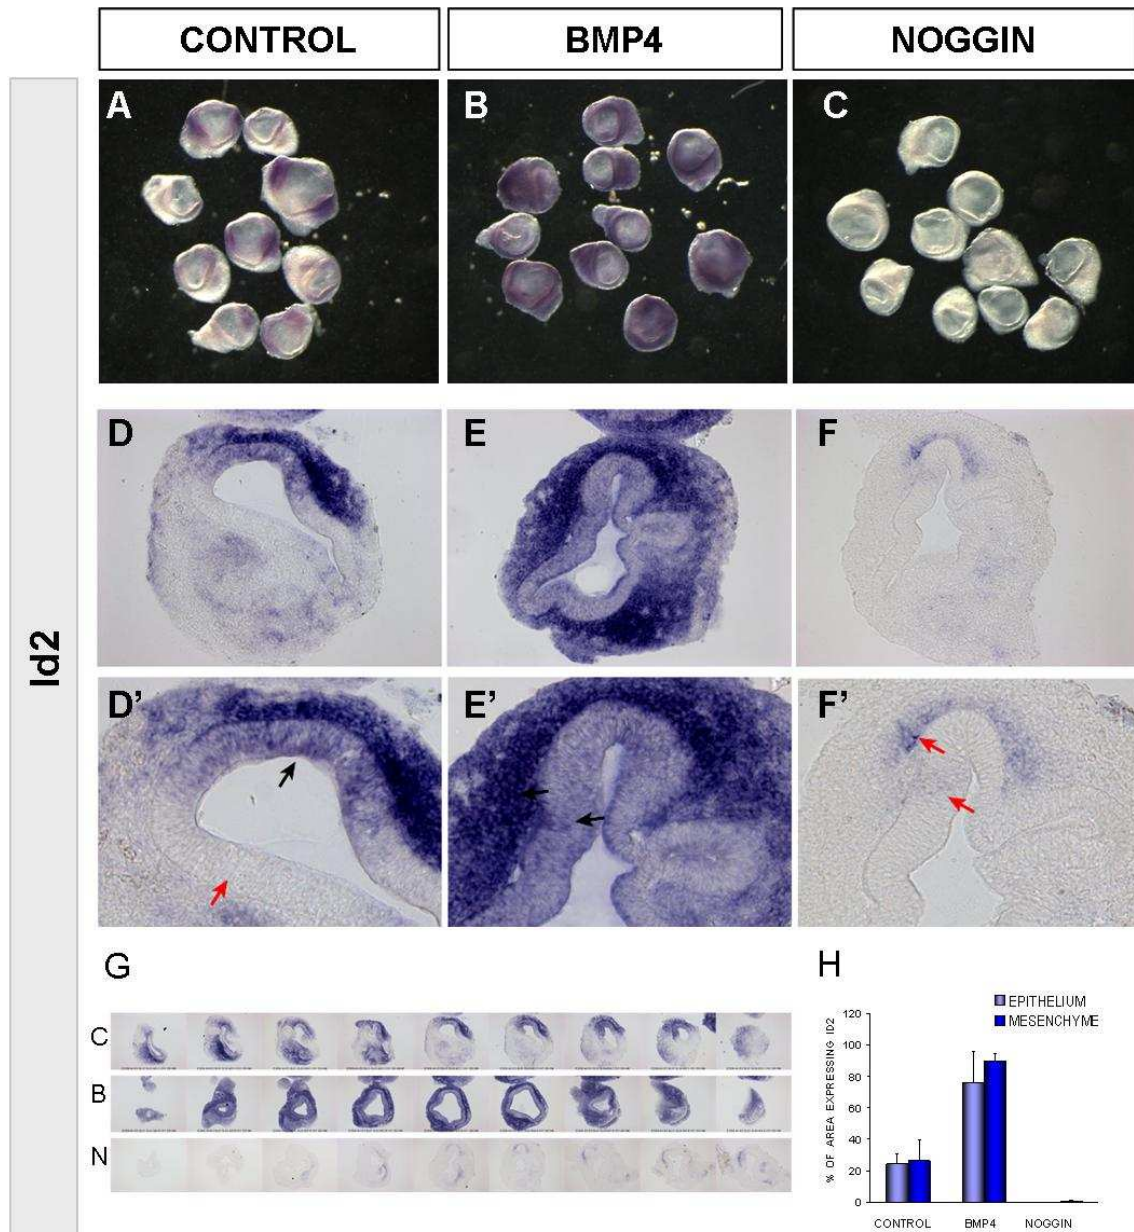 CONTROL
BMP4
NOGGIN
Id2
A
B
C
D
E
F
D'
E'
F'
G
C
B
N
H
EPITHELIUM
MESENCHYME
% OF AREA EXPRESSING ID2
120
100
80
60
40
20
0
CONTROL
BMP4
NOGGIN